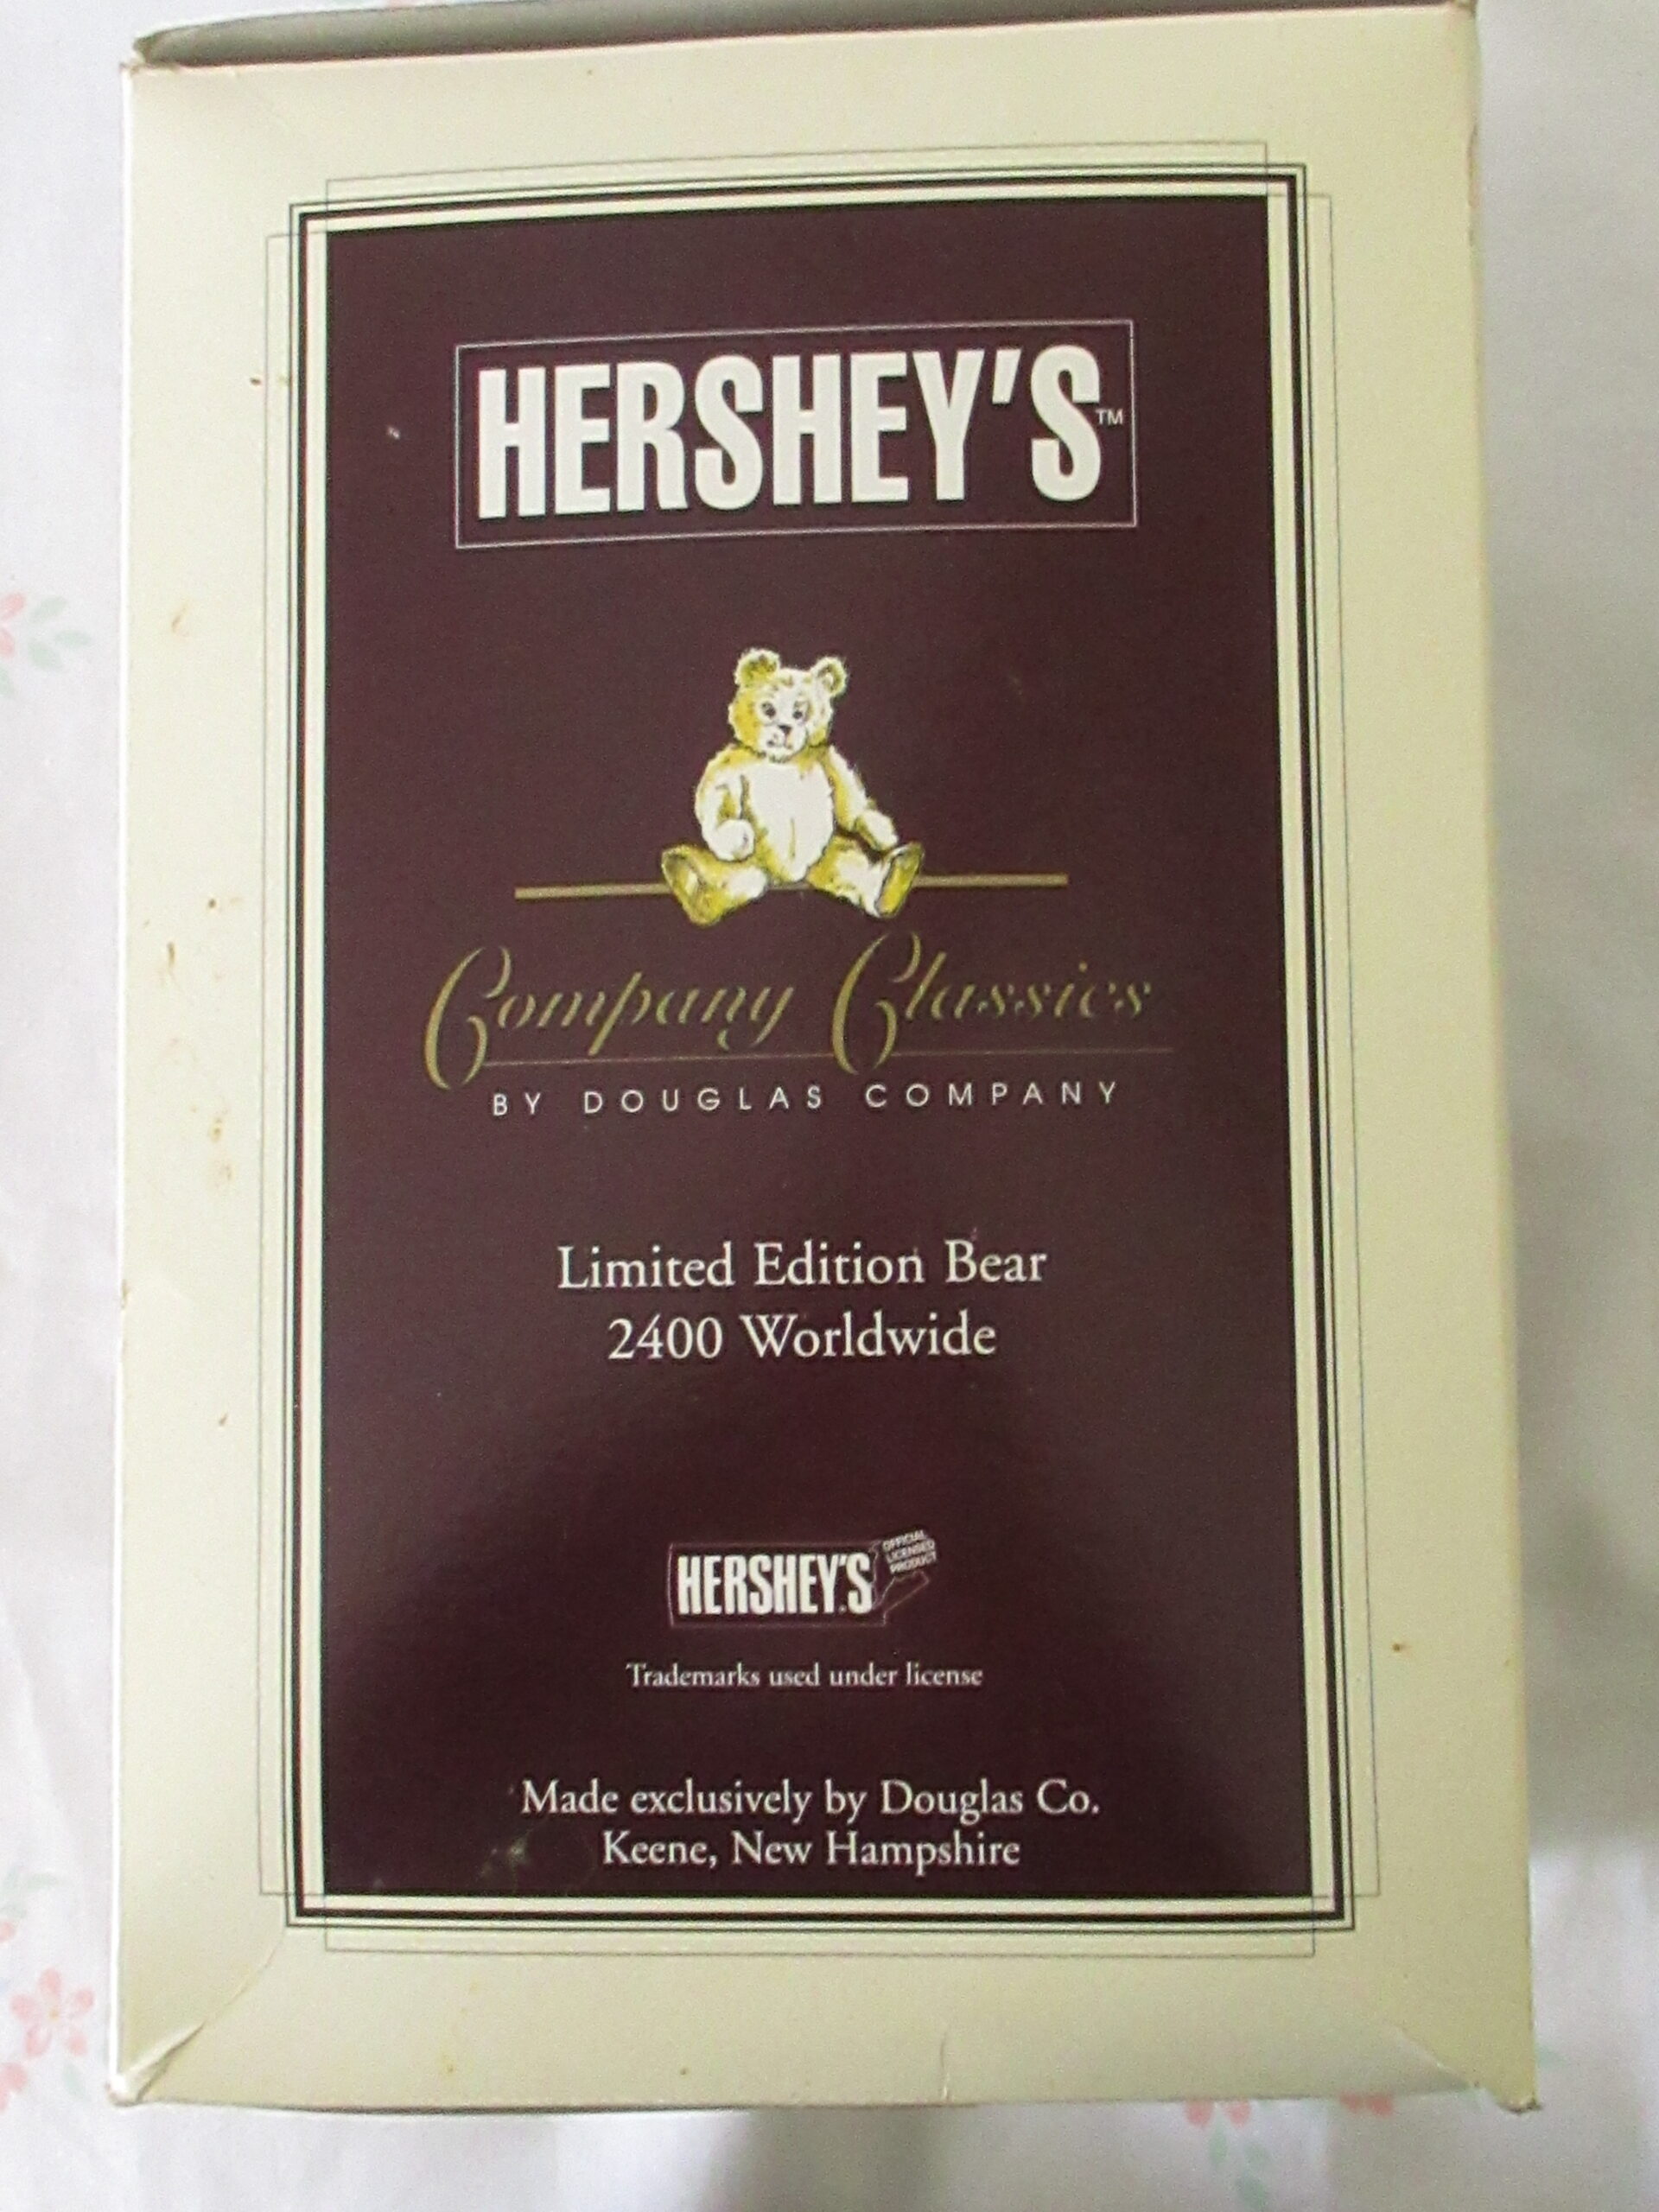 HERSHEY'S™
Company Classics
BY DOUGLAS COMPANY
Limited Edition Bear
2400 Worldwide
HERSHEY'S
OFFICIAL
LICENSED
PRODUCT
Trademarks used under license
Made exclusively by Douglas Co.
Keene, New Hampshire